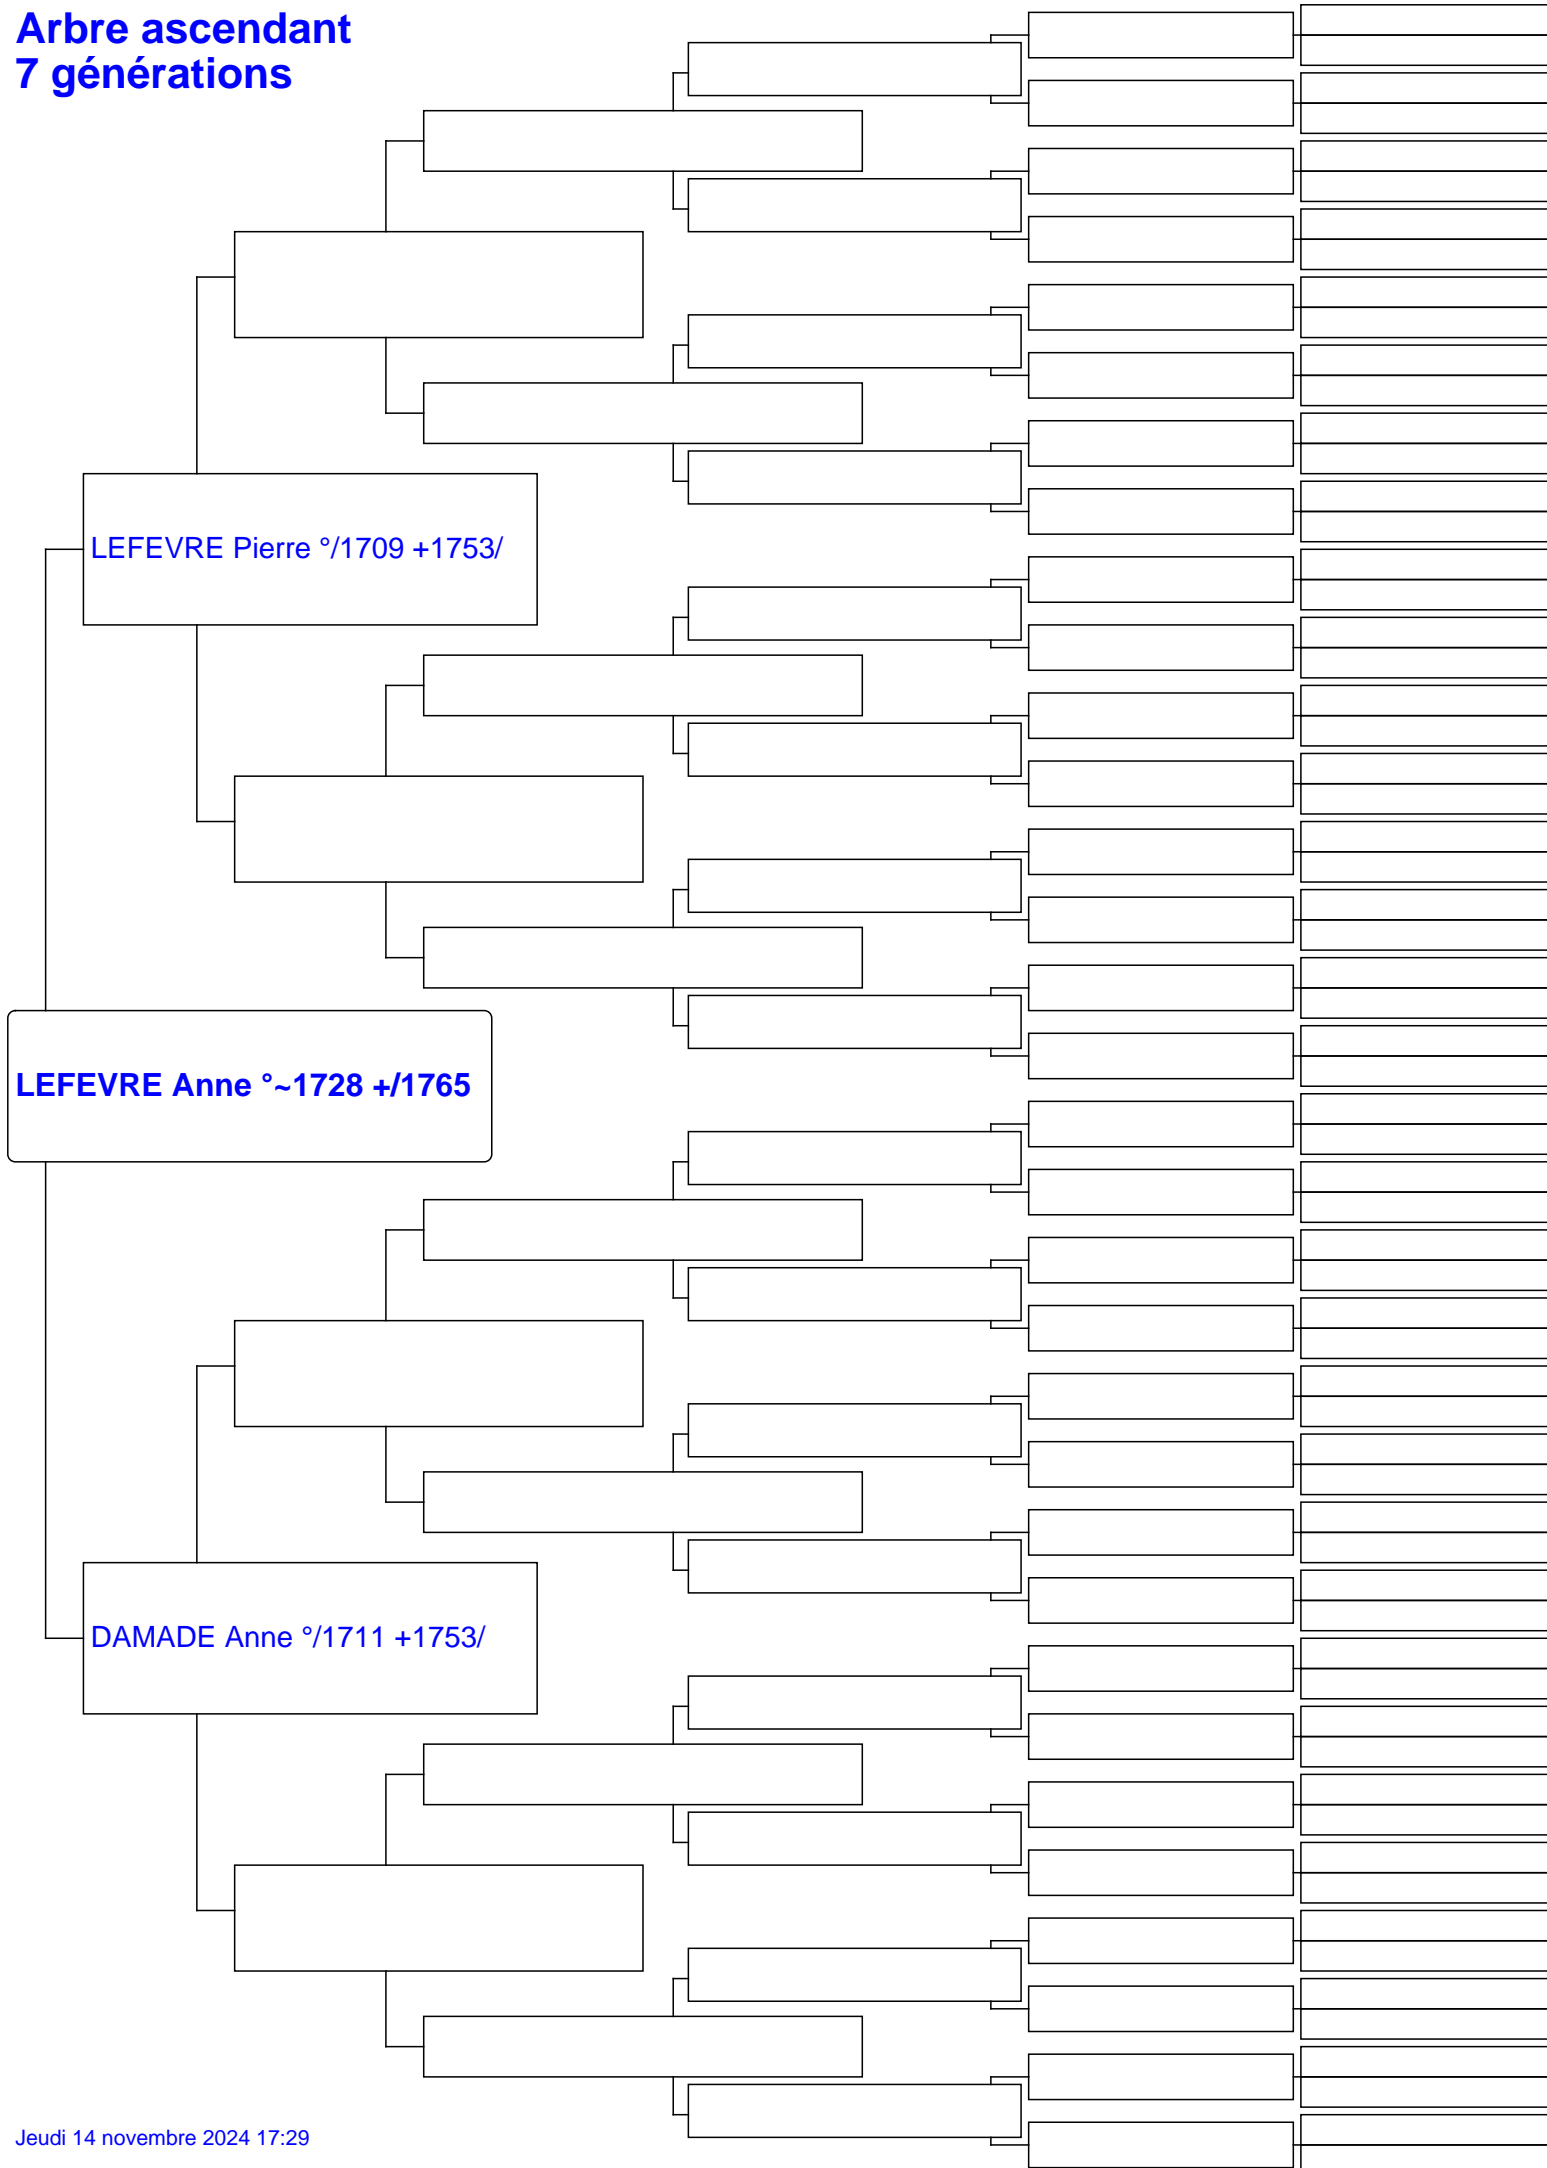 Arbre ascendant
7 générations
LEFEVRE Pierre °/1709 +1753/
LEFEVRE Anne °~1728 +/1765
DAMADE Anne °/1711 +1753/
Jeudi 14 novembre 2024 17:29